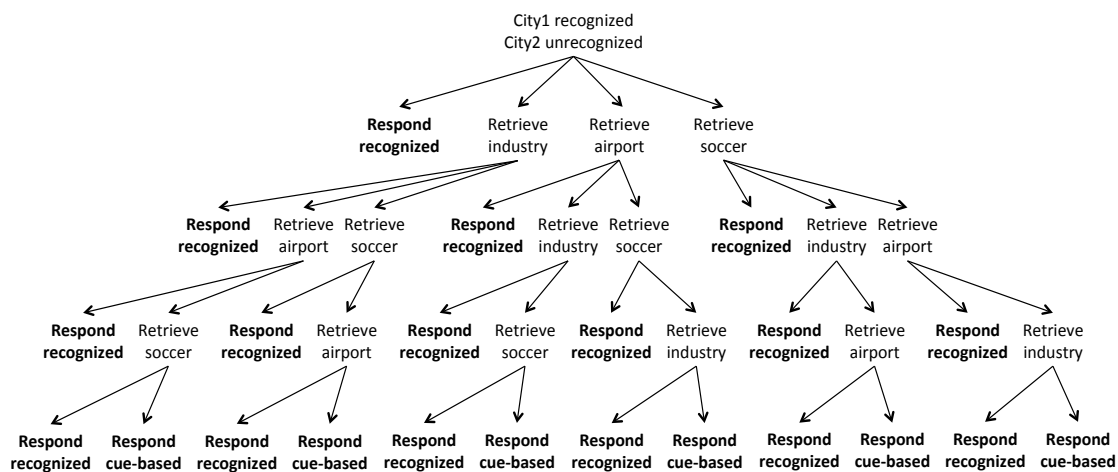 City1 recognized
City2 unrecognized
Respond Retrieve Retrieve Retrieve
recognized industry airport soccer
Respond Retrieve Retrieve Respond Retrieve Retrieve Respond Retrieve Retrieve
recognized airport soccer recognized industry soccer recognized industry airport
Respond Retrieve Respond Retrieve Respond Retrieve Respond Retrieve Respond Retrieve Respond Retrieve
recognized soccer recognized airport recognized soccer recognized industry recognized airport recognized industry
Respond Respond Respond Respond Respond Respond Respond Respond Respond Respond Respond Respond
recognized cue-based recognized cue-based recognized cue-based recognized cue-based recognized cue-based recognized cue-based